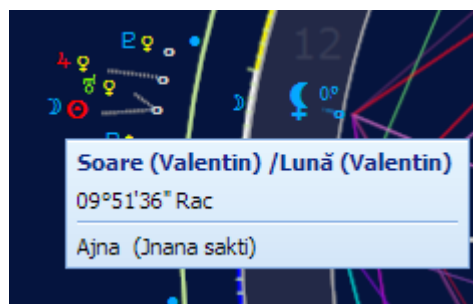 12
0°
Soare (Valentin) /Lună (Valentin)
09°51'36" Rac
Ajna (Jnana sakti)